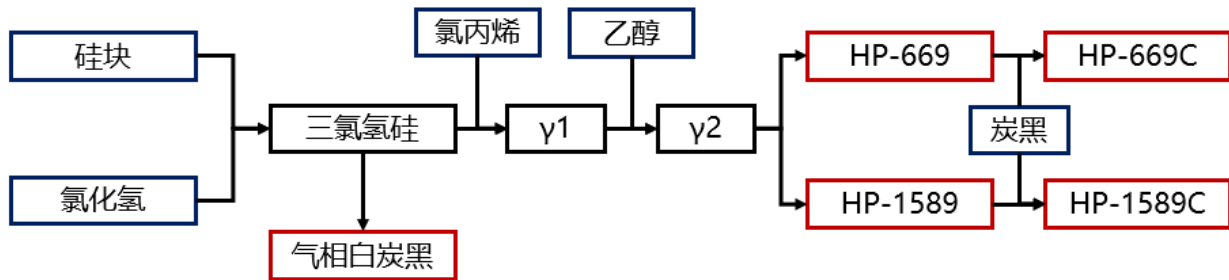 氯丙烯
乙醇
硅块
HP-669
HP-669C
三氯氢硅
γ1
γ2
炭黑
氯化氢
HP-1589
HP-1589C
气相白炭黑